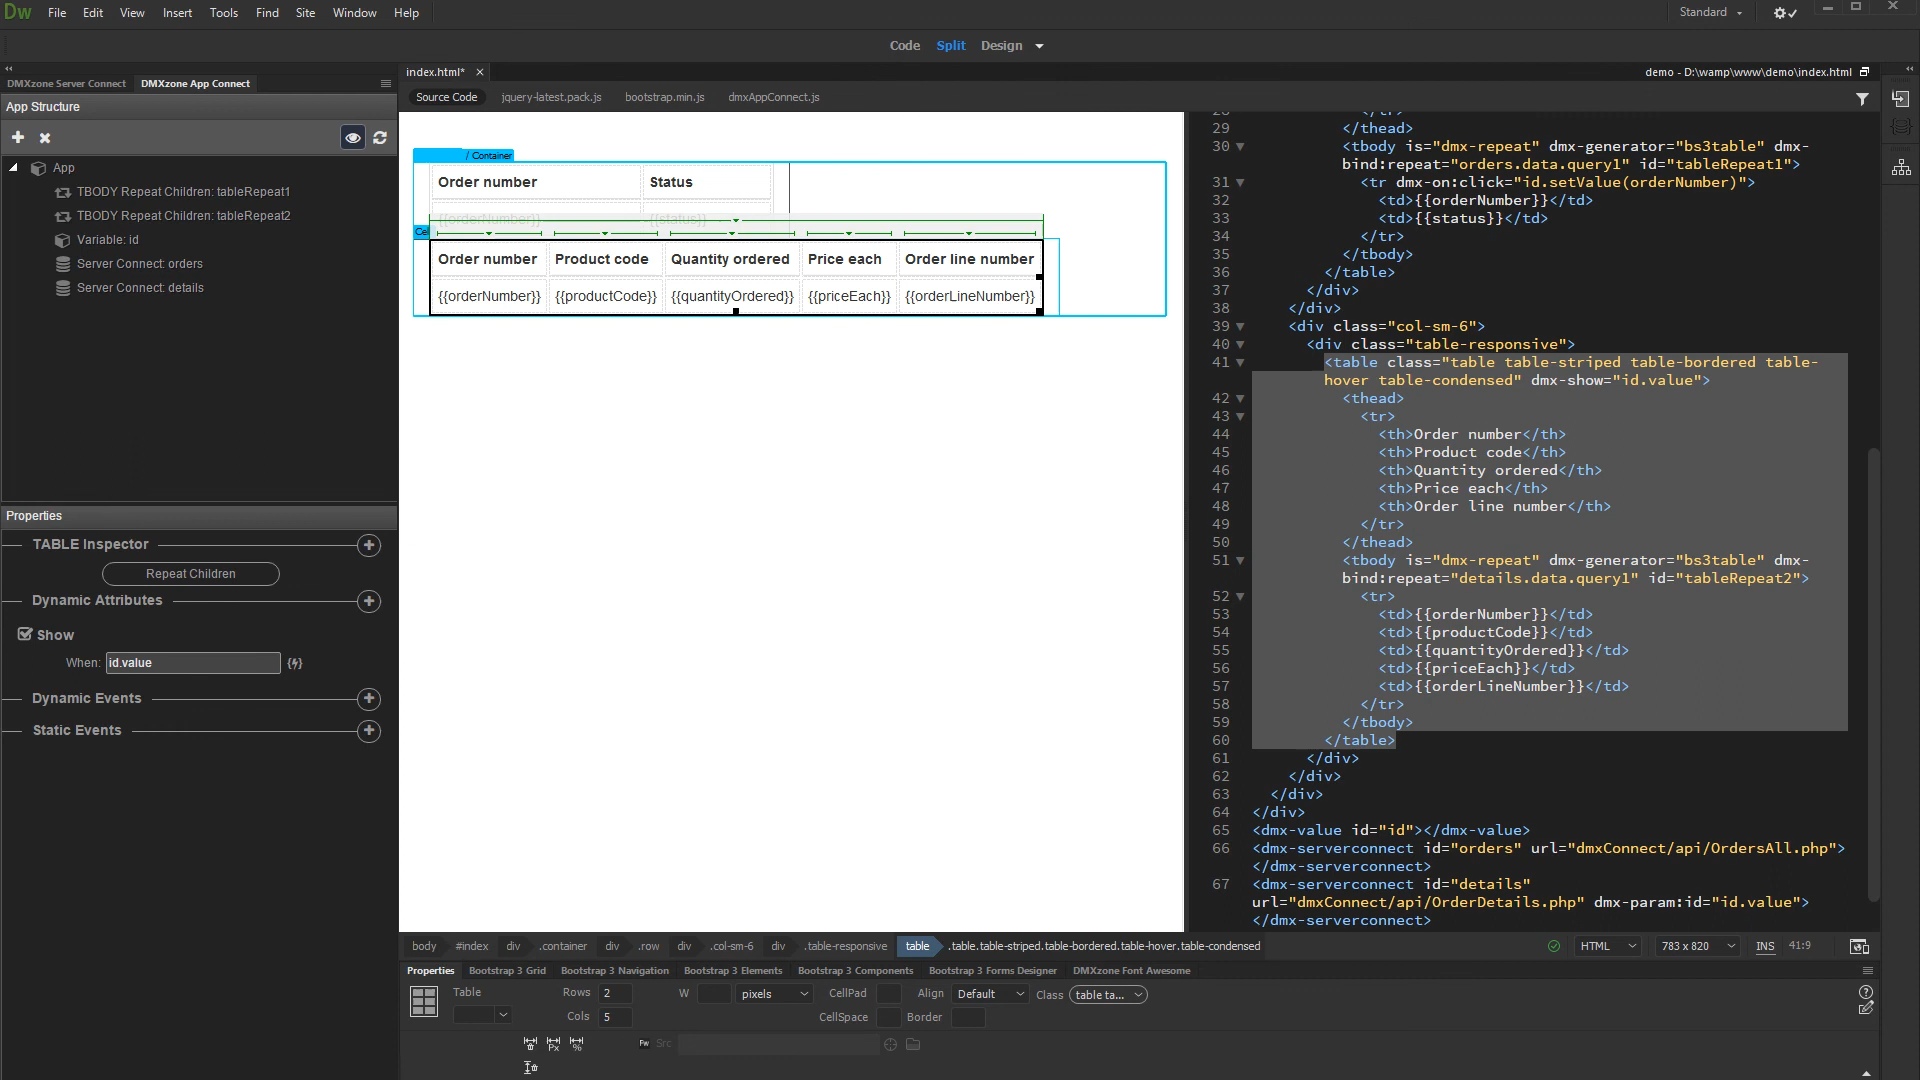 Dw File Edit View Insert Tools Find Site Window Help
Standard
Code Split Design
DMXzone Server Connect DMXzone App Connect
App Structure
App
TBODY Repeat Children: tableRepeat1
TBODY Repeat Children: tableRepeat2
Variable: id
Server Connect: orders
Server Connect: details
Properties
TABLE Inspector
Repeat Children
Dynamic Attributes
Show
When: id.value
Dynamic Events
Static Events
index.html*
demo - D:\wamp\www\demo\index.html
Source Code jquery-latest.pack.js bootstrap.min.js dmxAppConnect.js
/ Container
Order number Status
{{orderNumber}} {{status}}
Cel
Order number Product code Quantity ordered Price each Order line number
{{orderNumber}} {{productCode}} {{quantityOrdered}} {{priceEach}} {{orderLineNumber}}
29 </thead>
30 <tbody is="dmx-repeat" dmx-generator="bs3table" dmx-
bind:repeat="orders.data.query1" id="tableRepeat1">
31 <tr dmx-on:click="id.setValue(orderNumber)">
32 <td>{{orderNumber}}</td>
33 <td>{{status}}</td>
34 </tr>
35 </tbody>
36 </table>
37 </div>
38 </div>
39 <div class="col-sm-6">
40 <div class="table-responsive">
41 <table class="table table-striped table-bordered table-
hover table-condensed" dmx-show="id.value">
42 <thead>
43 <tr>
44 <th>Order number</th>
45 <th>Product code</th>
46 <th>Quantity ordered</th>
47 <th>Price each</th>
48 <th>Order line number</th>
49 </tr>
50 </thead>
51 <tbody is="dmx-repeat" dmx-generator="bs3table" dmx-
bind:repeat="details.data.query1" id="tableRepeat2">
52 <tr>
53 <td>{{orderNumber}}</td>
54 <td>{{productCode}}</td>
55 <td>{{quantityOrdered}}</td>
56 <td>{{priceEach}}</td>
57 <td>{{orderLineNumber}}</td>
58 </tr>
59 </tbody>
60 </table>
61 </div>
62 </div>
63 </div>
64 </div>
65 <dmx-value id="id"></dmx-value>
66 <dmx-serverconnect id="orders" url="dmxConnect/api/OrdersAll.php">
</dmx-serverconnect>
67 <dmx-serverconnect id="details"
url="dmxConnect/api/OrderDetails.php" dmx-param:id="id.value">
</dmx-serverconnect>
body #index div .container div .row div .col-sm-6 div .table-responsive table .table.table-striped.table-bordered.table-hover.table-condensed
HTML 783 x 820 INS 41:9
Properties Bootstrap 3 Grid Bootstrap 3 Navigation Bootstrap 3 Elements Bootstrap 3 Components Bootstrap 3 Forms Designer DMXzone Font Awesome
Table Rows 2 W pixels CellPad Align Default Class table ta...
Cols 5 CellSpace Border
Px % Fw Src